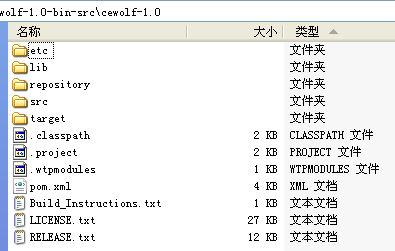 wolf-1.0-bin-src\cewolf-1.0
名称 大小 类型
etc 文件夹
lib 文件夹
repository 文件夹
src 文件夹
target 文件夹
.classpath 2 KB CLASSPATH 文件
.project 2 KB PROJECT 文件
.wtpmodules 1 KB WTPMODULES 文件
pom.xml 4 KB XML 文档
Build_Instructions.txt 1 KB 文本文档
LICENSE.txt 27 KB 文本文档
RELEASE.txt 12 KB 文本文档